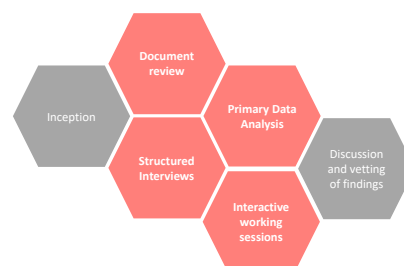 Document
review
Inception
Primary Data
Analysis
Structured
Interviews
Discussion
and vetting
of findings
Interactive
working
sessions